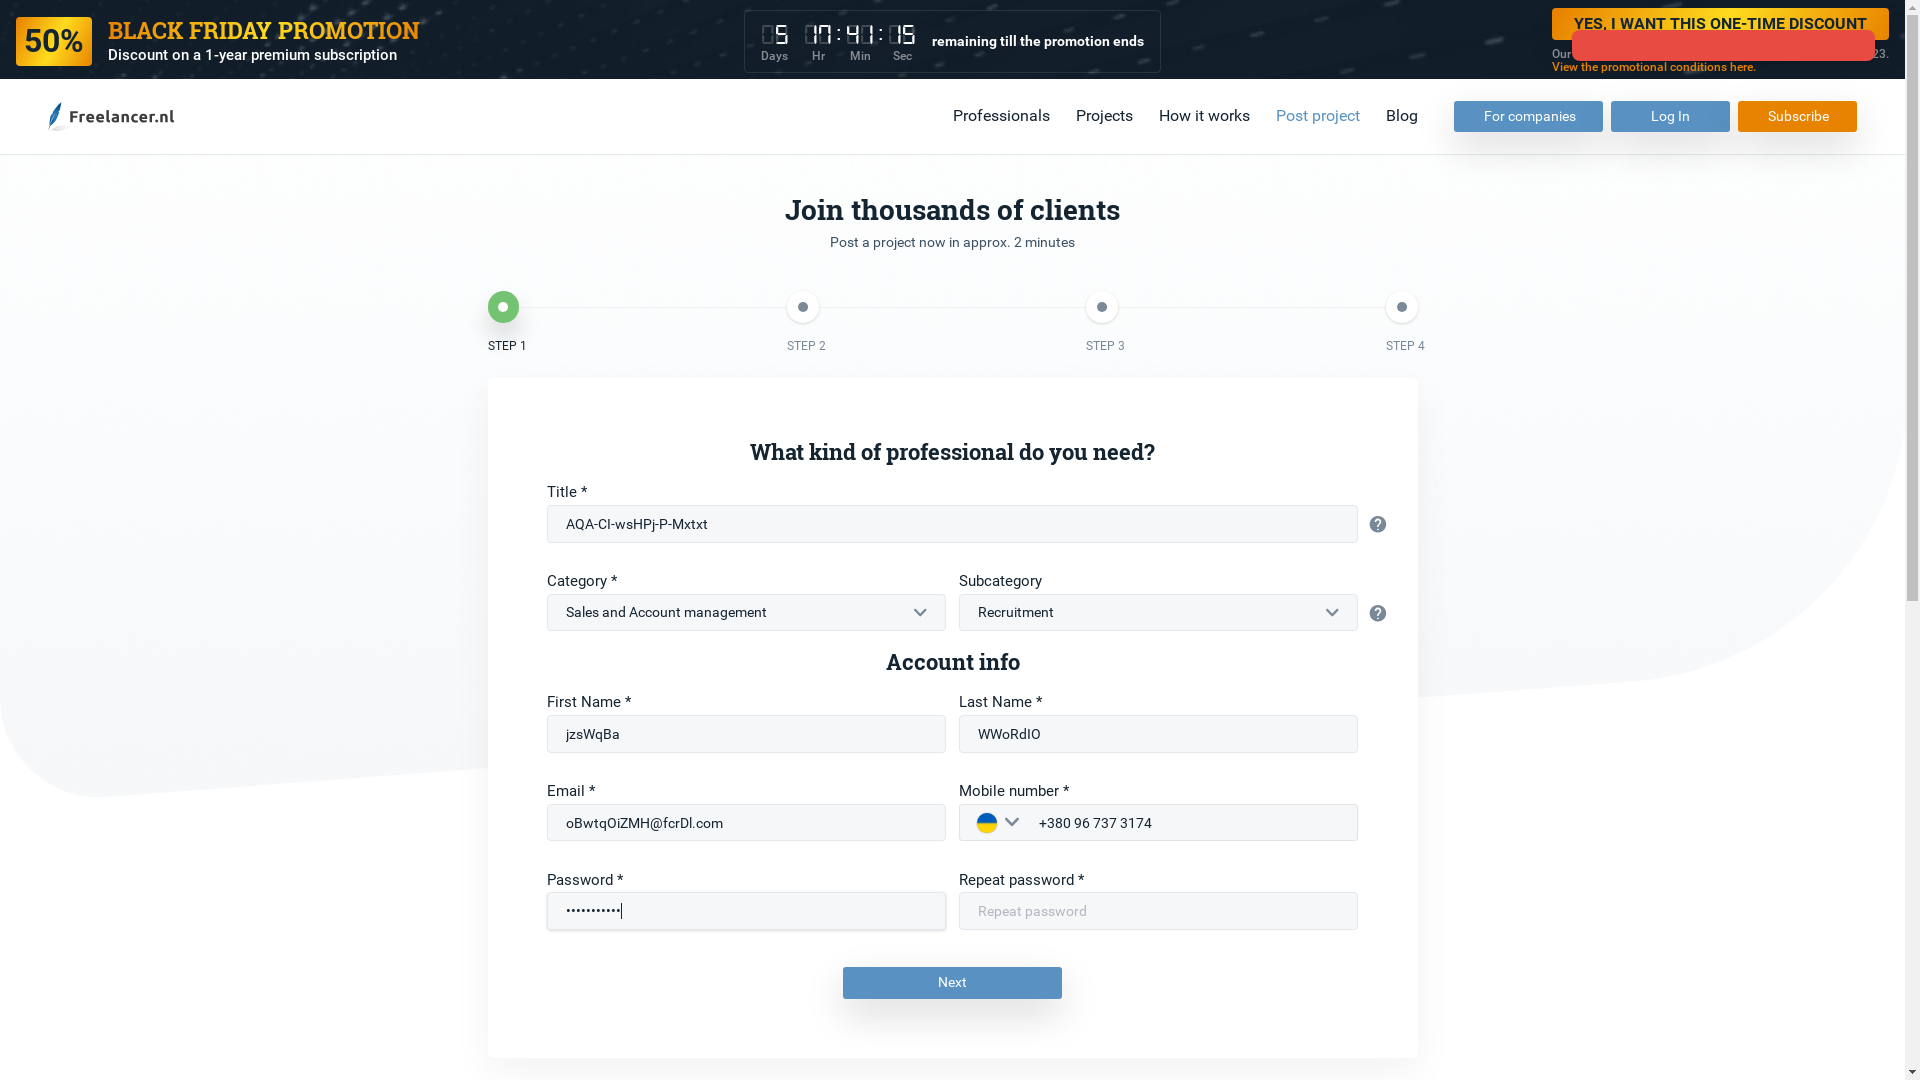 50%
BLACK FRIDAY PROMOTION
Discount on a 1-year premium subscription
5 17 : 41 : 15
Days Hr Min Sec
remaining till the promotion ends
YES, I WANT THIS ONE-TIME DISCOUNT
Our 23.
View the promotional conditions here.
Freelancer.nl
Professionals Projects How it works Post project Blog For companies Log In Subscribe
Join thousands of clients
Post a project now in approx. 2 minutes
STEP 1 STEP 2 STEP 3 STEP 4
What kind of professional do you need?
Title *
AQA-CI-wsHPj-P-Mxtxt
?
Category * Subcategory
Sales and Account management Recruitment
?
Account info
First Name * Last Name *
jzsWqBa WWoRdIO
Email * Mobile number *
oBwtqOiZMH@fcrDl.com +380 96 737 3174
Password * Repeat password *
••••••••••• Repeat password
Next